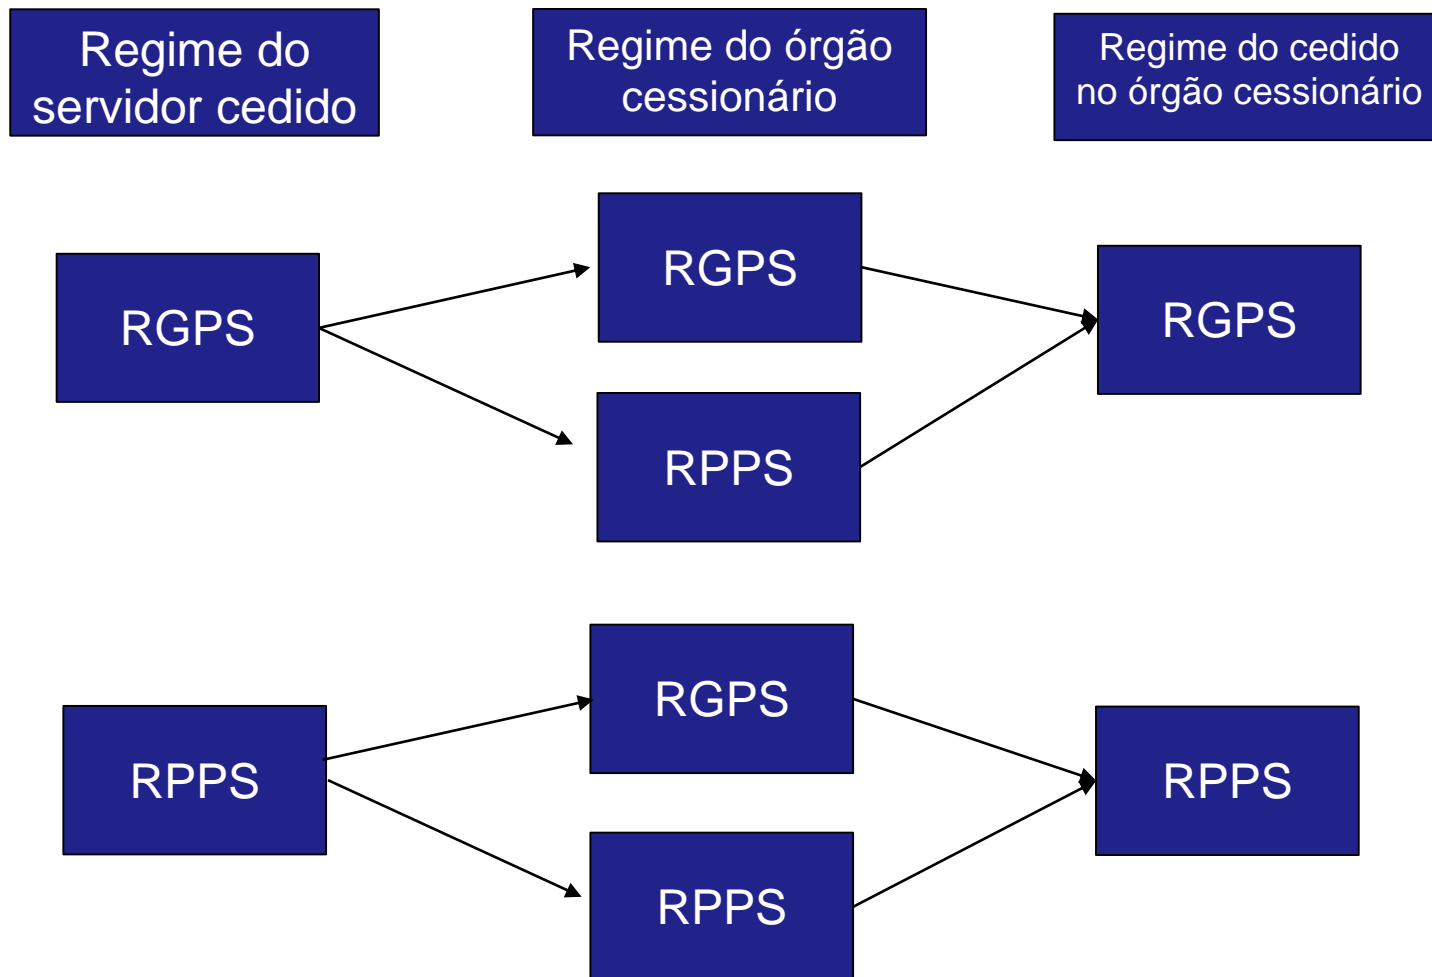 Regime do
servidor cedido
Regime do órgão
cessionário
Regime do cedido
no órgão cessionário
RGPS
RGPS
RPPS
RGPS
RPPS
RGPS
RPPS
RPPS